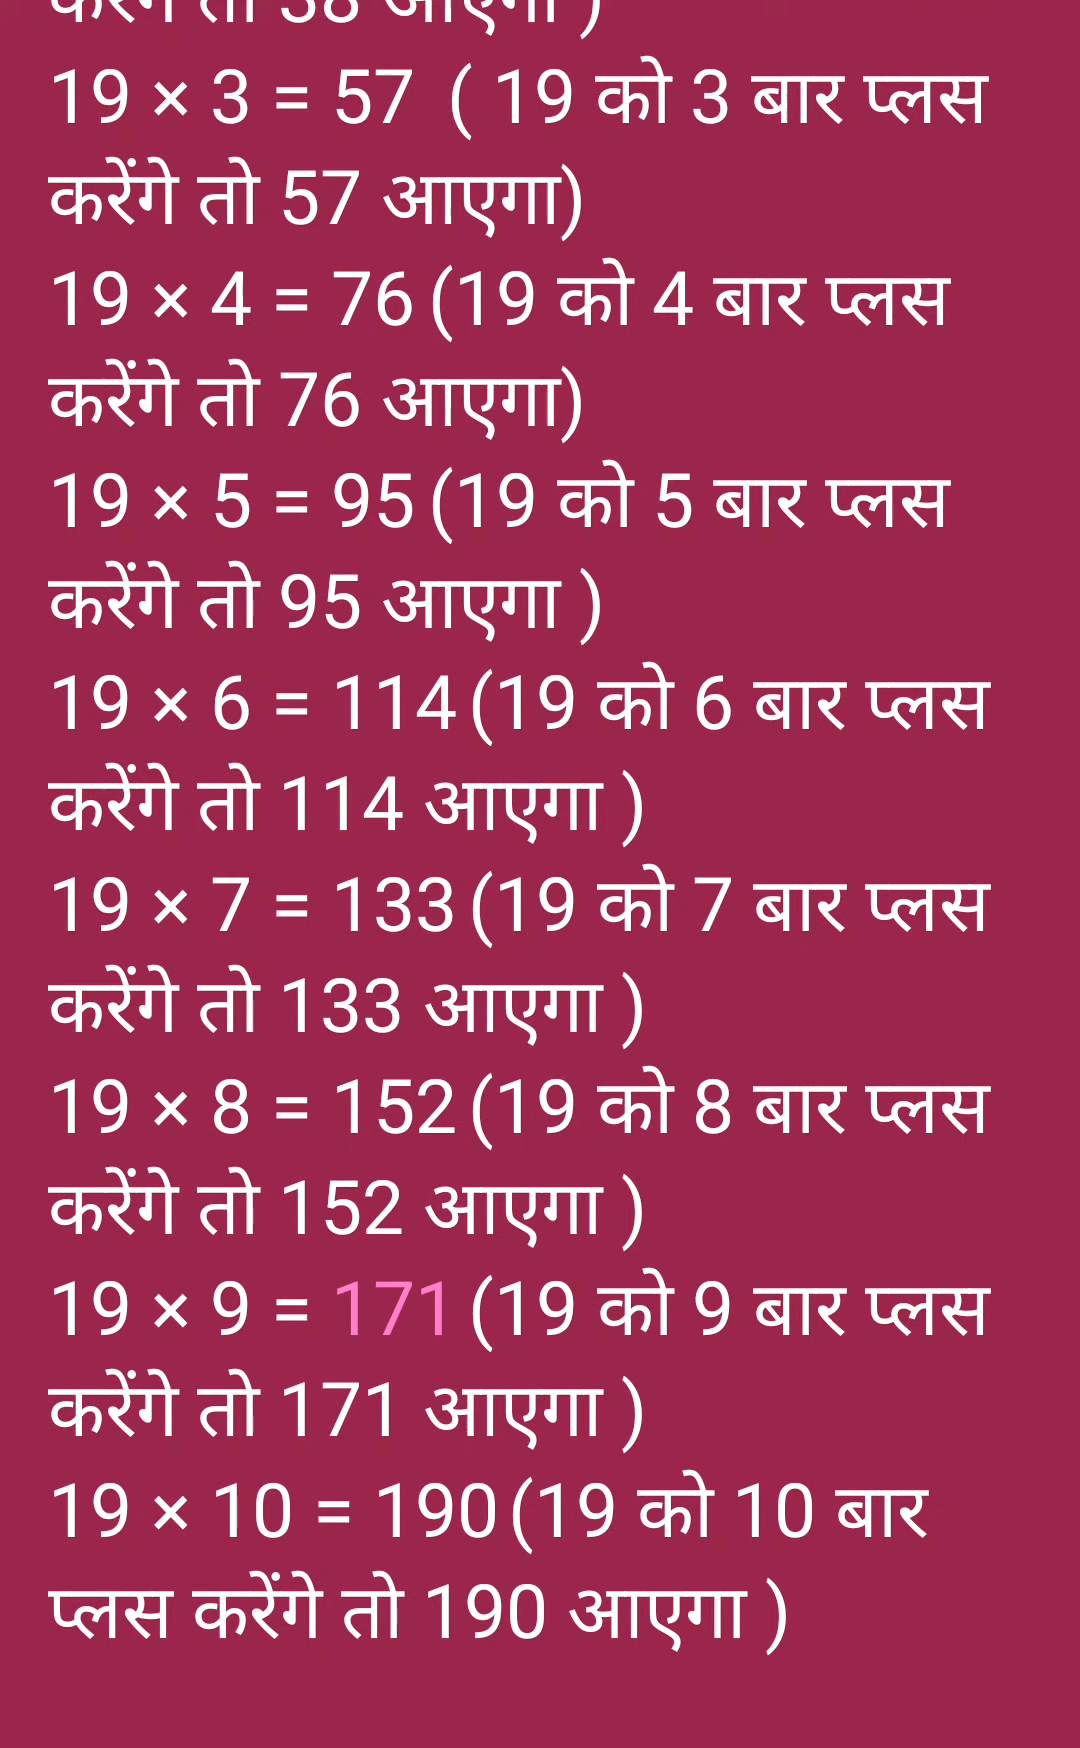 करेंगे तो 38 आएगा )
19 × 3 = 57 ( 19 को 3 बार प्लस
करेंगे तो 57 आएगा)
19 × 4 = 76 (19 को 4 बार प्लस
करेंगे तो 76 आएगा)
19 × 5 = 95 (19 को 5 बार प्लस
करेंगे तो 95 आएगा )
19 × 6 = 114 (19 को 6 बार प्लस
करेंगे तो 114 आएगा )
19 × 7 = 133 (19 को 7 बार प्लस
करेंगे तो 133 आएगा )
19 × 8 = 152 (19 को 8 बार प्लस
करेंगे तो 152 आएगा )
19 × 9 = 171 (19 को 9 बार प्लस
करेंगे तो 171 आएगा )
19 × 10 = 190 (19 को 10 बार
प्लस करेंगे तो 190 आएगा )